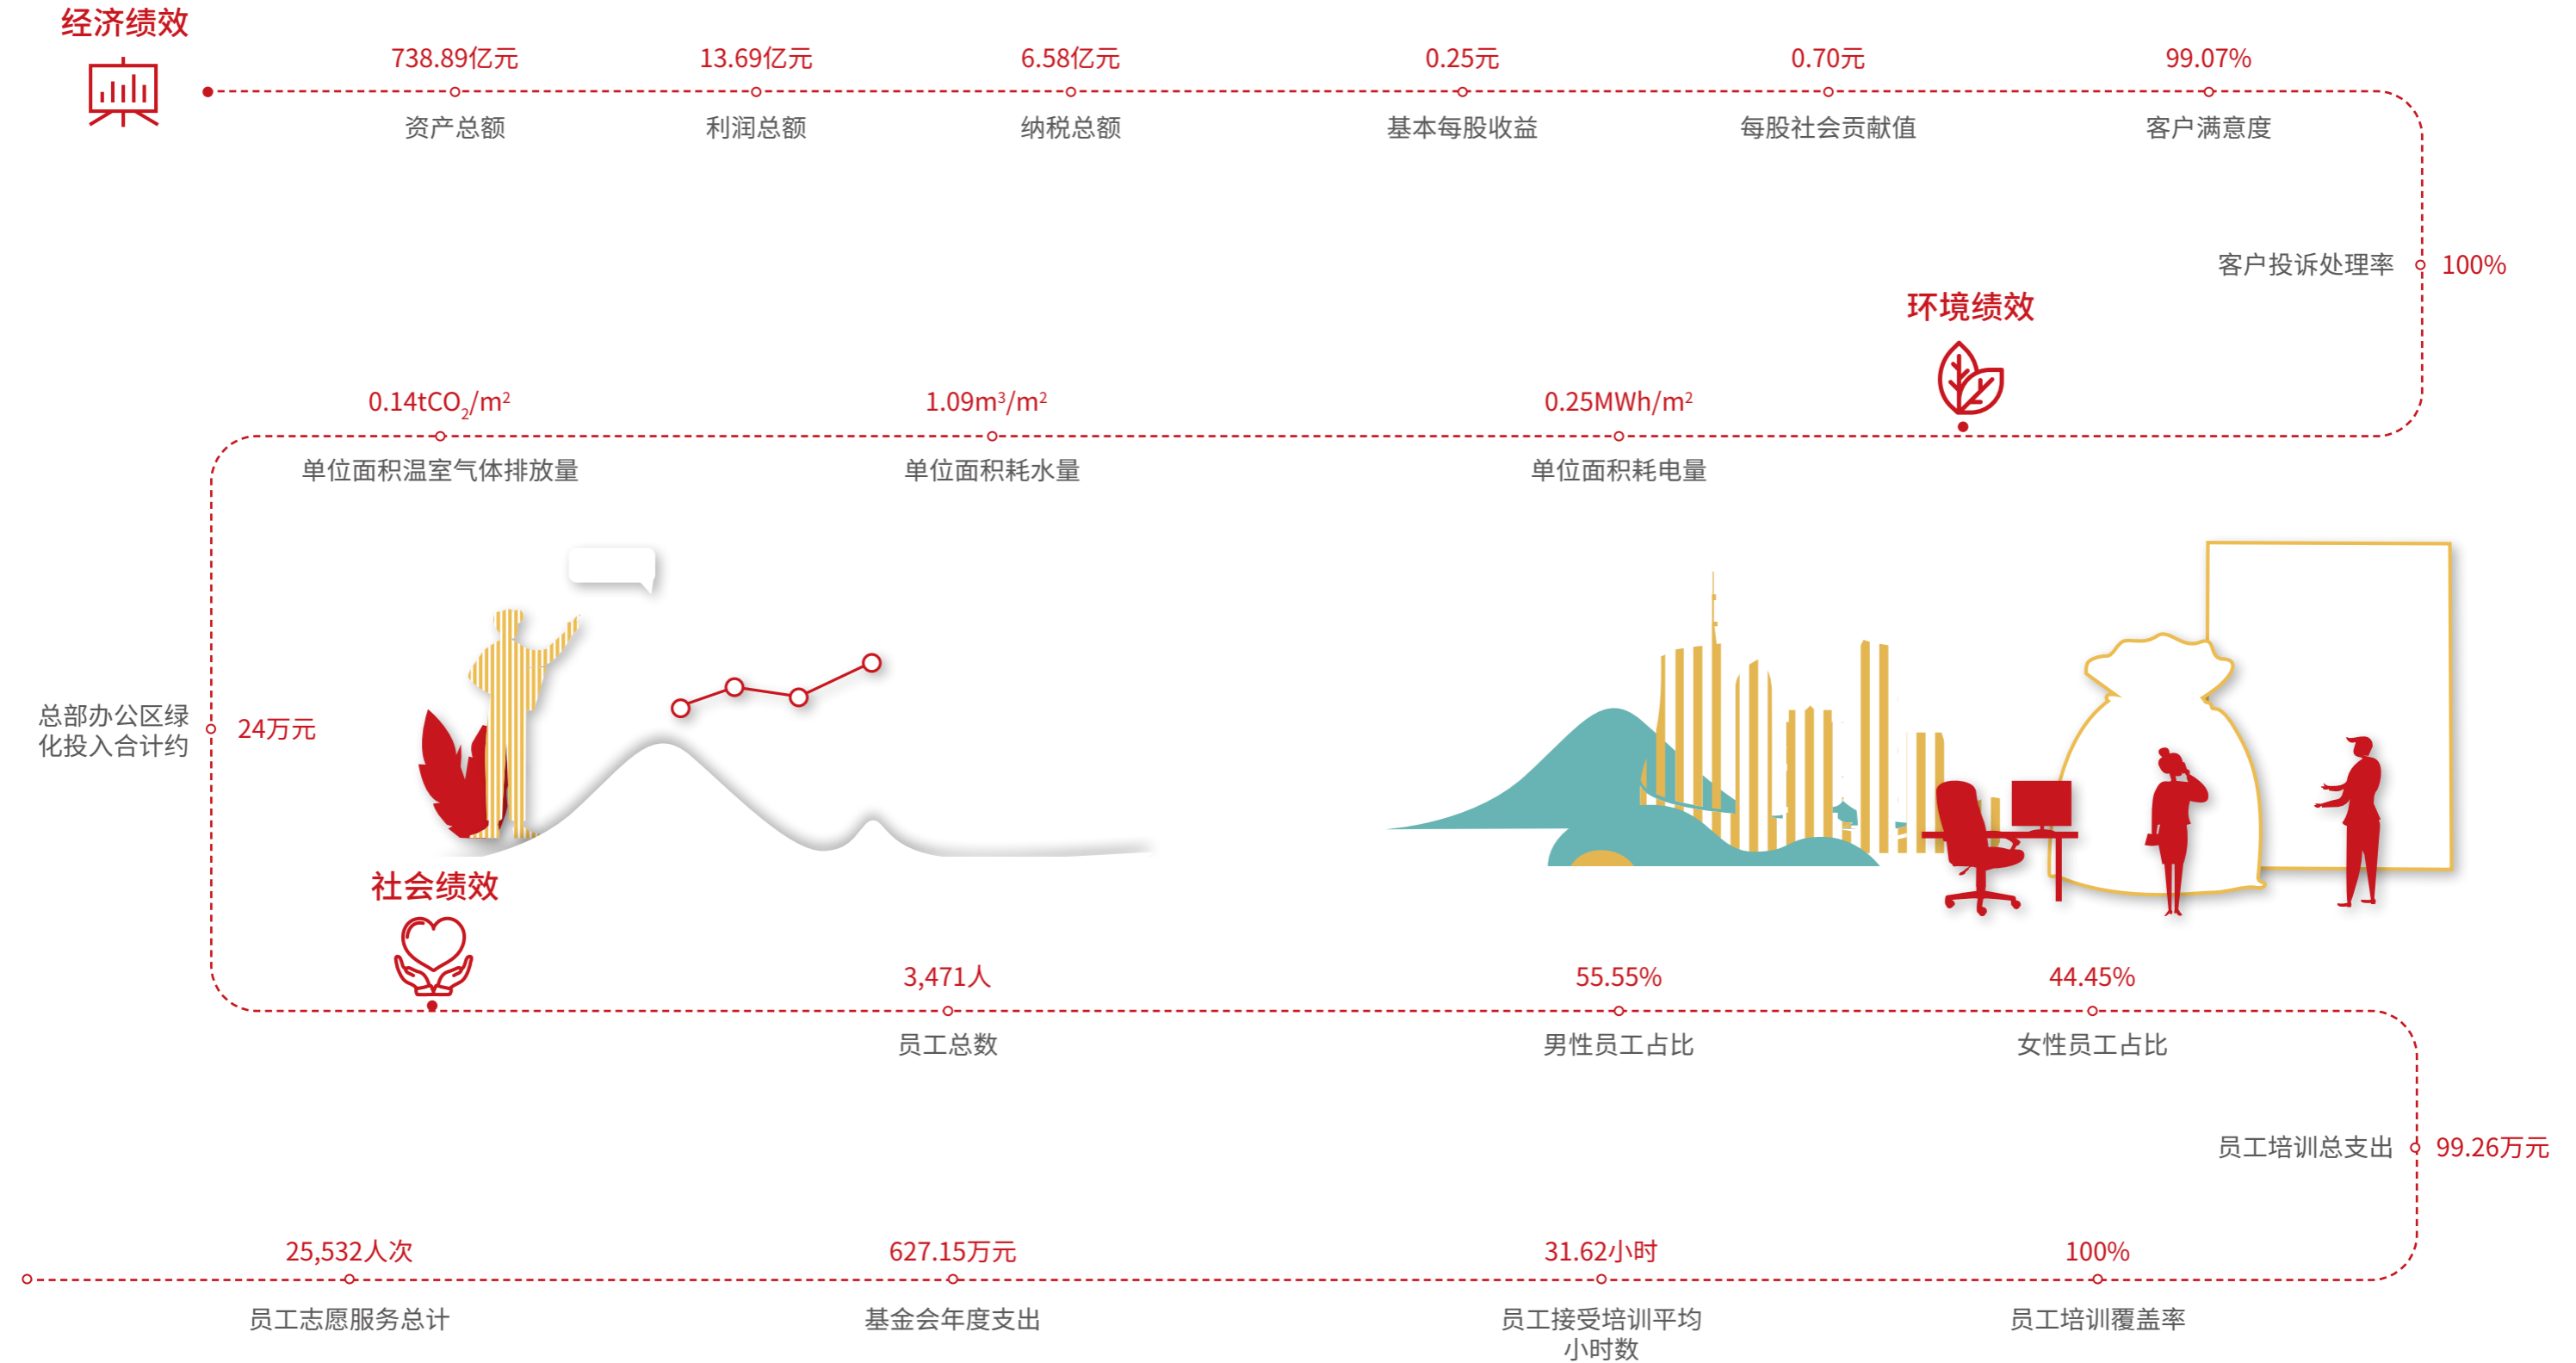 经济绩效
738.89亿元
资产总额
13.69亿元
利润总额
6.58亿元
纳税总额
0.25元
基本每股收益
0.70元
每股社会贡献值
99.07%
客户满意度
客户投诉处理率
100%
环境绩效
0.25MWh/m²
单位面积耗电量
1.09m³/m²
单位面积耗水量
0.14tCO₂/m²
单位面积温室气体排放量
总部办公区绿
化投入合计约
24万元
社会绩效
3,471人
员工总数
55.55%
男性员工占比
44.45%
女性员工占比
员工培训总支出
99.26万元
100%
员工培训覆盖率
31.62小时
员工接受培训平均
小时数
627.15万元
基金会年度支出
25,532人次
员工志愿服务总计